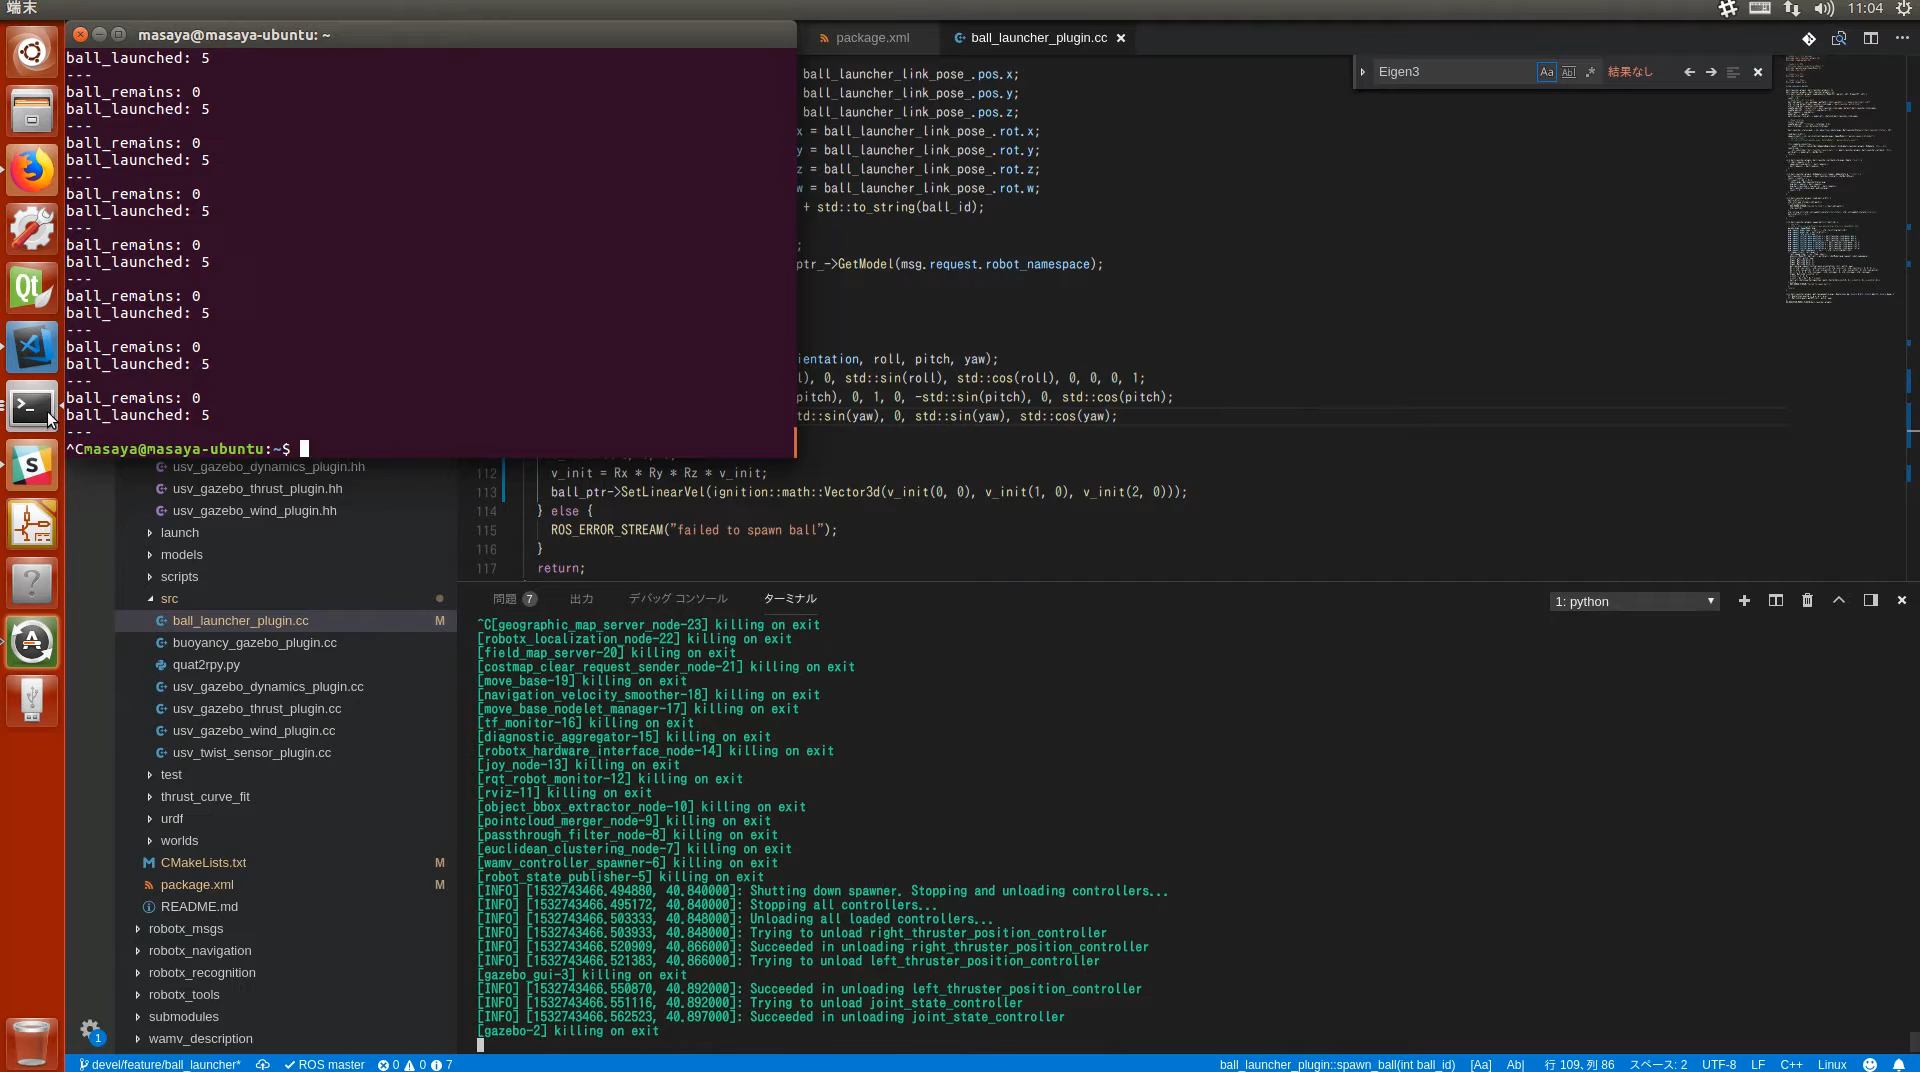 端末
11:04
masaya@masaya-ubuntu: ~
ball_launched: 5
---
ball_remains: 0
ball_launched: 5
---
ball_remains: 0
ball_launched: 5
---
ball_remains: 0
ball_launched: 5
---
ball_remains: 0
ball_launched: 5
---
ball_remains: 0
ball_launched: 5
---
ball_remains: 0
ball_launched: 5
---
ball_remains: 0
ball_launched: 5
---
^Cmasaya@masaya-ubuntu:~$
package.xml
ball_launcher_plugin.cc
Eigen3
Aa
Ab|
.*
結果なし
ball_launcher_link_pose_.pos.x;
ball_launcher_link_pose_.pos.y;
ball_launcher_link_pose_.pos.z;
x = ball_launcher_link_pose_.rot.x;
y = ball_launcher_link_pose_.rot.y;
z = ball_launcher_link_pose_.rot.z;
w = ball_launcher_link_pose_.rot.w;
+ std::to_string(ball_id);
;
ptr_->GetModel(msg.request.robot_namespace);
ientation, roll, pitch, yaw);
l), 0, std::sin(roll), std::cos(roll), 0, 0, 0, 1;
pitch), 0, 1, 0, -std::sin(pitch), 0, std::cos(pitch);
td::sin(yaw), 0, std::sin(yaw), std::cos(yaw);
112 v_init = Rx * Ry * Rz * v_init;
113 ball_ptr->SetLinearVel(ignition::math::Vector3d(v_init(0, 0), v_init(1, 0), v_init(2, 0)));
114 } else {
115 ROS_ERROR_STREAM("failed to spawn ball");
116 }
117 return;
usv_gazebo_dynamics_plugin.hh
usv_gazebo_thrust_plugin.hh
usv_gazebo_wind_plugin.hh
launch
models
scripts
src
ball_launcher_plugin.cc M
buoyancy_gazebo_plugin.cc
quat2rpy.py
usv_gazebo_dynamics_plugin.cc
usv_gazebo_thrust_plugin.cc
usv_gazebo_wind_plugin.cc
usv_twist_sensor_plugin.cc
test
thrust_curve_fit
urdf
worlds
CMakeLists.txt M
package.xml M
README.md
robotx_msgs
robotx_navigation
robotx_recognition
robotx_tools
submodules
wamv_description
問題 7 出力 デバッグ コンソール ターミナル
1: python
^C[geographic_map_server_node-23] killing on exit
[robotx_localization_node-22] killing on exit
[field_map_server-20] killing on exit
[costmap_clear_request_sender_node-21] killing on exit
[move_base-19] killing on exit
[navigation_velocity_smoother-18] killing on exit
[move_base_nodelet_manager-17] killing on exit
[tf_monitor-16] killing on exit
[diagnostic_aggregator-15] killing on exit
[robotx_hardware_interface_node-14] killing on exit
[joy_node-13] killing on exit
[rqt_robot_monitor-12] killing on exit
[rviz-11] killing on exit
[object_bbox_extractor_node-10] killing on exit
[pointcloud_merger_node-9] killing on exit
[passthrough_filter_node-8] killing on exit
[euclidean_clustering_node-7] killing on exit
[wamv_controller_spawner-6] killing on exit
[robot_state_publisher-5] killing on exit
[INFO] [1532743466.494880, 40.840000]: Shutting down spawner. Stopping and unloading controllers...
[INFO] [1532743466.495172, 40.840000]: Stopping all controllers...
[INFO] [1532743466.503333, 40.848000]: Unloading all loaded controllers...
[INFO] [1532743466.503933, 40.848000]: Trying to unload right_thruster_position_controller
[INFO] [1532743466.520909, 40.866000]: Succeeded in unloading right_thruster_position_controller
[INFO] [1532743466.521383, 40.866000]: Trying to unload left_thruster_position_controller
[gazebo_gui-3] killing on exit
[INFO] [1532743466.550870, 40.892000]: Succeeded in unloading left_thruster_position_controller
[INFO] [1532743466.551116, 40.892000]: Trying to unload joint_state_controller
[INFO] [1532743466.562523, 40.897000]: Succeeded in unloading joint_state_controller
[gazebo-2] killing on exit
1
devel/feature/ball_launcher* ROS master 0 0 7
ball_launcher_plugin::spawn_ball(int ball_id) [Aa] Ab| 行 109、列 86 スペース: 2 UTF-8 LF C++ Linux